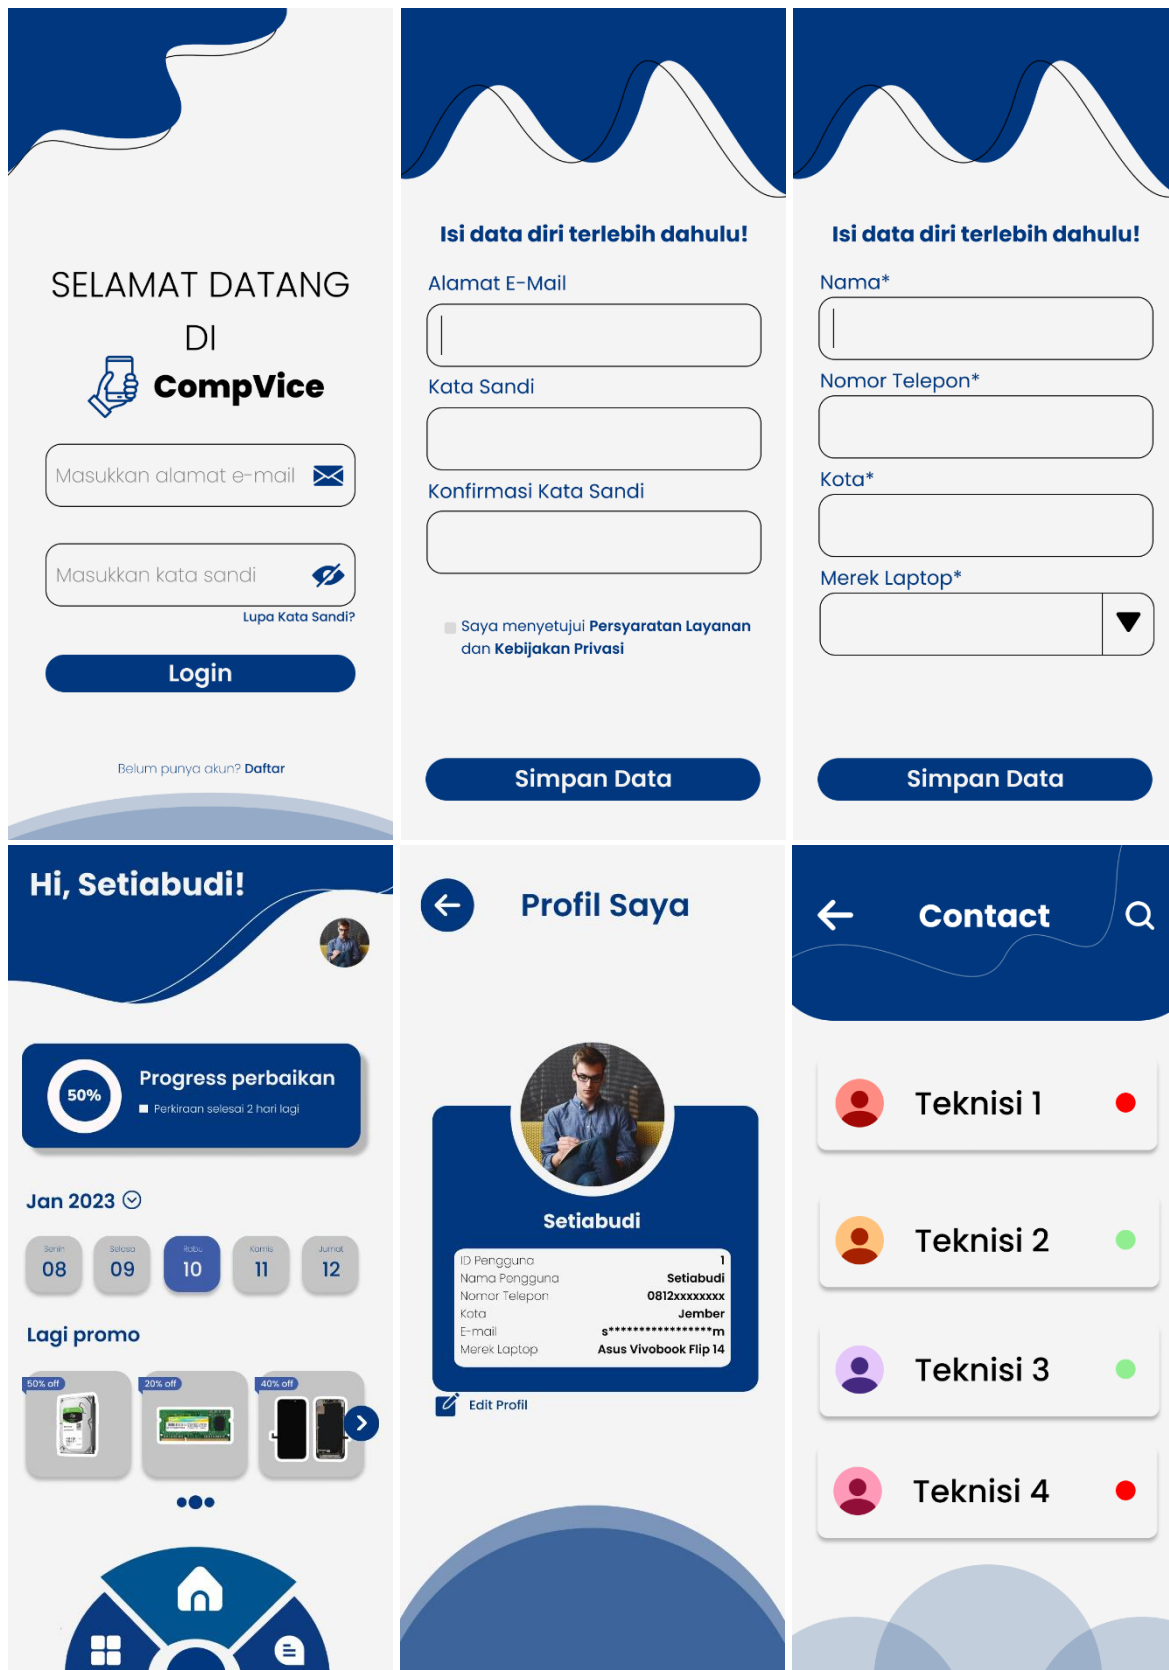 SELAMAT DATANG
DI
CompVice
Masukkan alamat e-mail
Masukkan kata sandi
Lupa Kata Sandi?
Login
Belum punya akun? Daftar
Isi data diri terlebih dahulu!
Alamat E-Mail
Kata Sandi
Konfirmasi Kata Sandi
Saya menyetujui Persyaratan Layanan
dan Kebijakan Privasi
Simpan Data
Isi data diri terlebih dahulu!
Nama*
Nomor Telepon*
Kota*
Merek Laptop*
Simpan Data
Hi, Setiabudi!
50%
Progress perbaikan
Perkiraan selesai 2 hari lagi
Jan 2023
Senin Selasa Rabu Kamis Jumat
08 09 10 11 12
Lagi promo
50% off 20% off 40% off
Profil Saya
Setiabudi
ID Pengguna 1
Nama Pengguna Setiabudi
Nomor Telepon 0812xxxxxxxx
Kota Jember
E-mail s*****************m
Merek Laptop Asus Vivobook Flip 14
Edit Profil
Contact
Teknisi 1
Teknisi 2
Teknisi 3
Teknisi 4